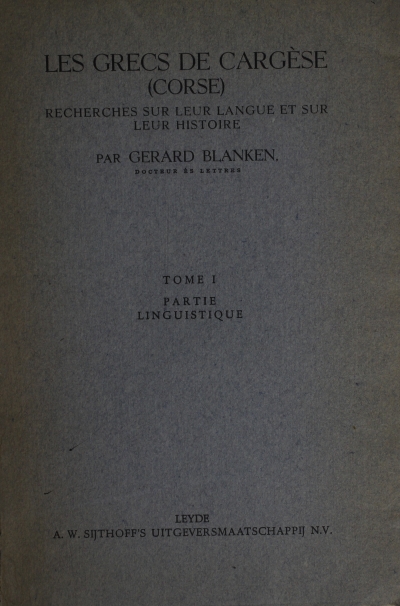 LES GRECS DE CARGÈSE
(CORSE)
RECHERCHES SUR LEUR LANGUE ET SUR
LEUR HISTOIRE
PAR GERARD BLANKEN,
DOCTEUR ÈS LETTRES
TOME I
PARTIE
LINGUISTIQUE
LEYDE
A. W. SIJTHOFF'S UITGEVERSMAATSCHAPPIJ N.V.